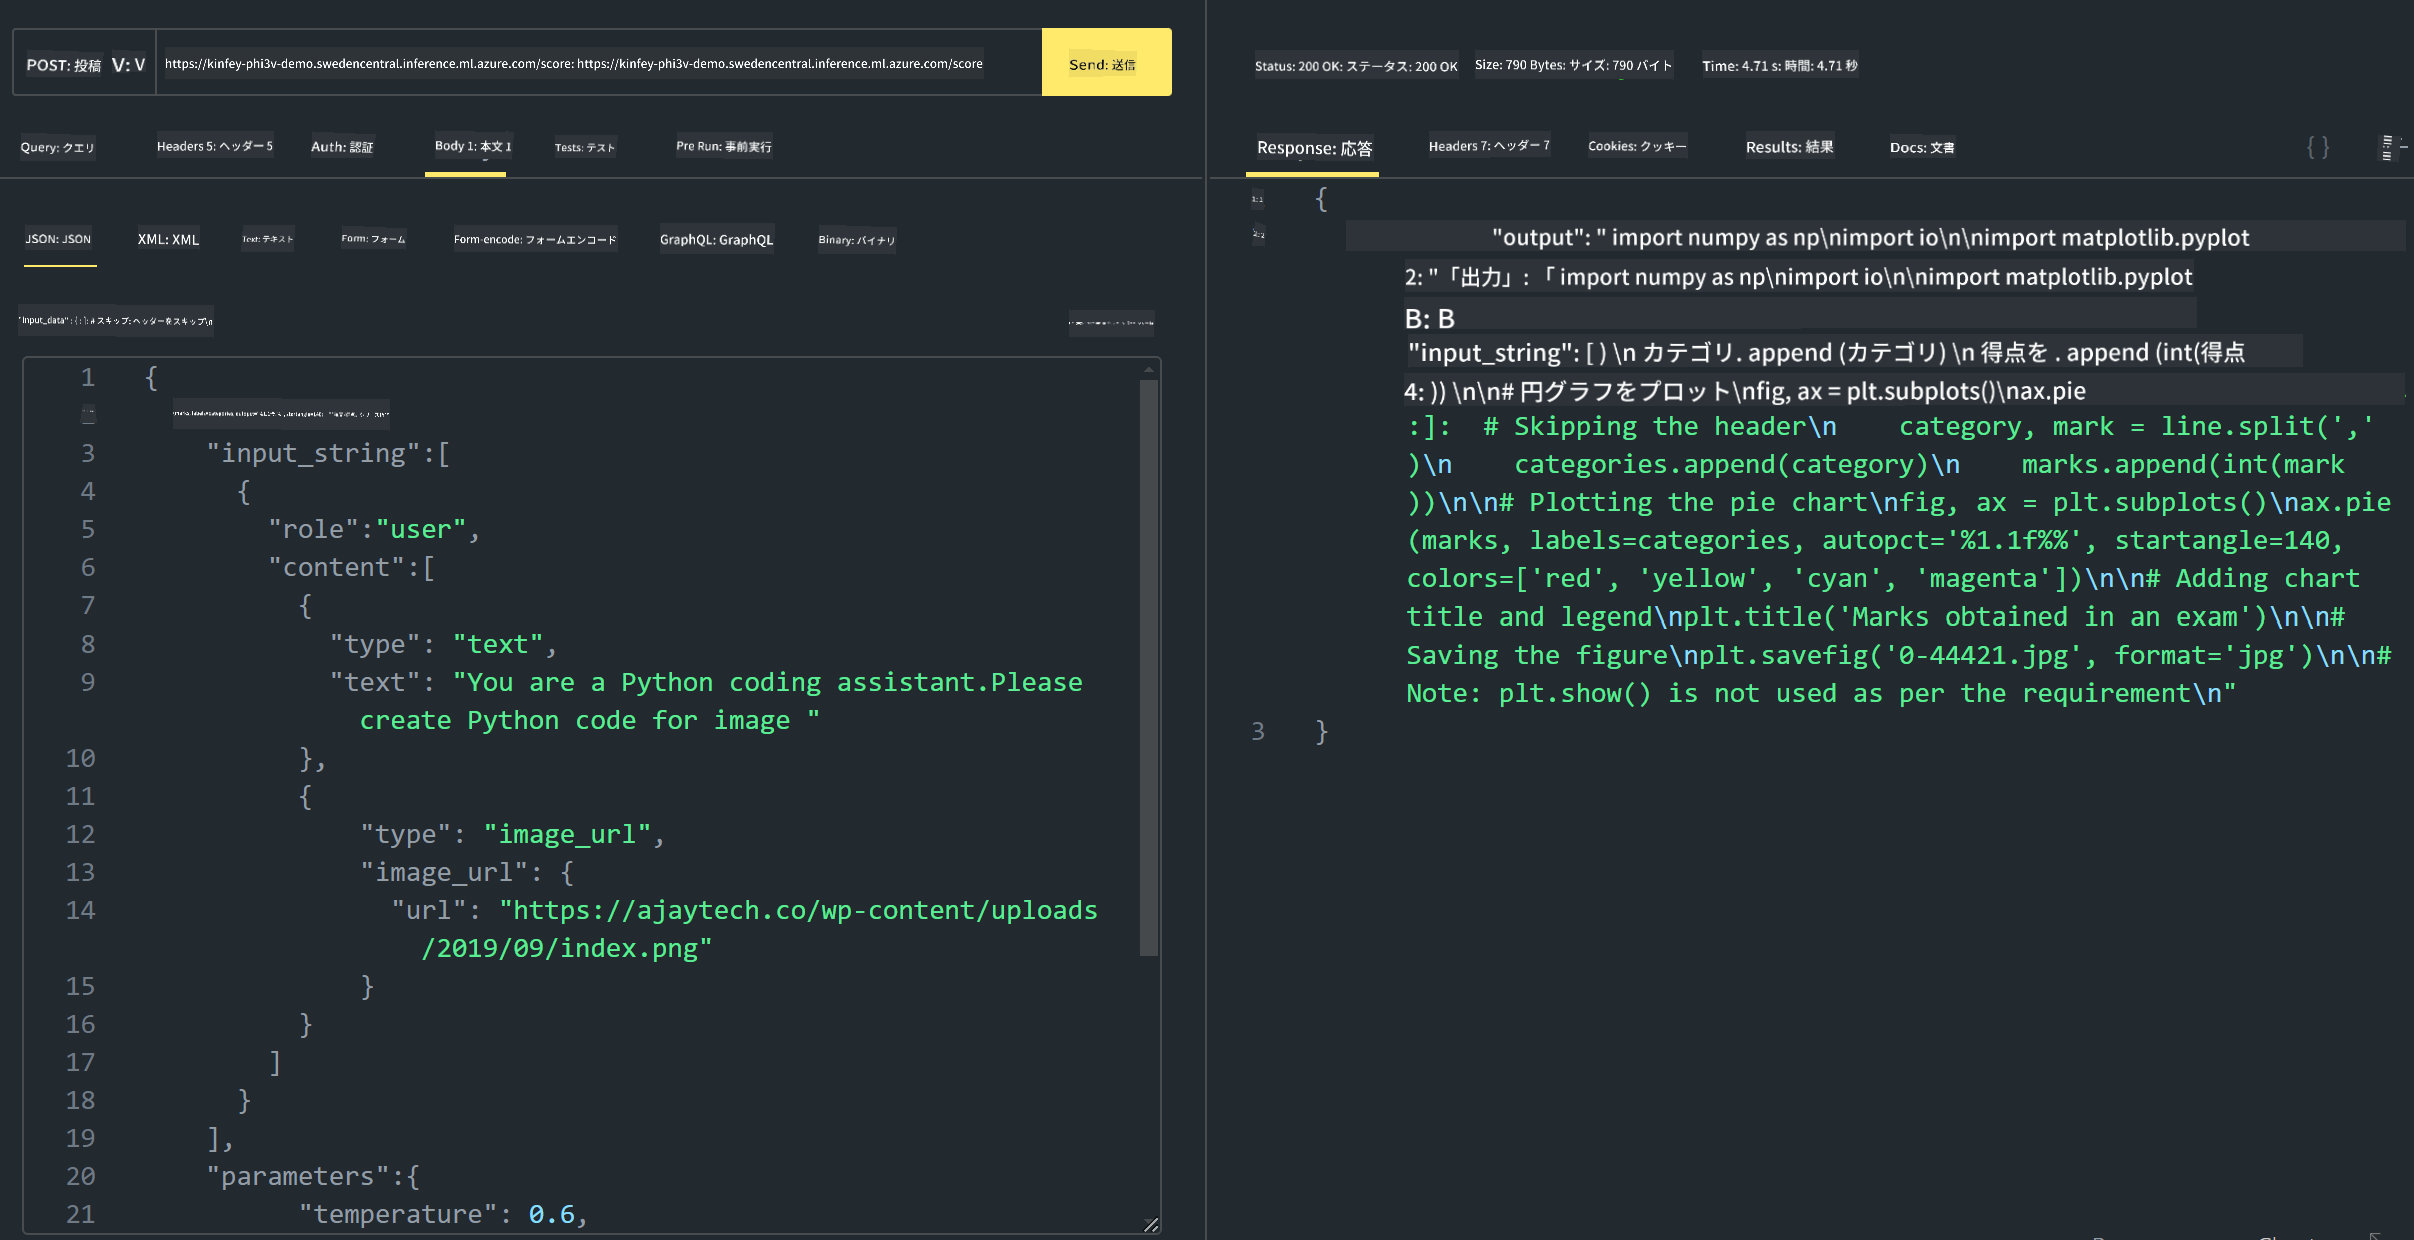 POST: 投稿 V: V https://kinfey-phi3v-demo.swedencentral.inference.ml.azure.com/score: https://kinfey-phi3v-demo.swedencentral.inference.ml.azure.com/score Send: 送信
Query: クエリ Headers 5: ヘッダー 5 Auth: 認証 Body 1: 本文 1 Tests: テスト Pre Run: 事前実行
JSON: JSON XML: XML Text: テキスト Form: フォーム Form-encode: フォームエンコード GraphQL: GraphQL Binary: バイナリ
"input_data": { : ]: # スキップ: ヘッダーをスキップ\n
1 {
3 "input_string":[
4 {
5 "role":"user",
6 "content":[
7 {
8 "type": "text",
9 "text": "You are a Python coding assistant.Please
create Python code for image "
10 },
11 {
12 "type": "image_url",
13 "image_url": {
14 "url": "https://ajaytech.co/wp-content/uploads
/2019/09/index.png"
15 }
16 }
17 ]
18 }
19 ],
20 "parameters":{
21 "temperature": 0.6,
Status: 200 OK: ステータス: 200 OK Size: 790 Bytes: サイズ: 790 バイト Time: 4.71 s: 時間: 4.71 秒
Response: 応答 Headers 7: ヘッダー 7 Cookies: クッキー Results: 結果 Docs: 文書 { }
1: 1 {
2: 2 "output": " import numpy as np\nimport io\n\nimport matplotlib.pyplot
2: "「出力」: 「 import numpy as np\nimport io\n\nimport matplotlib.pyplot
B: B
"input_string": [ ) \n カテゴリ. append (カテゴリ) \n 得点を . append (int(得点
4: )) \n\n# 円グラフをプロット\nfig, ax = plt.subplots()\nax.pie
:]: # Skipping the header\n category, mark = line.split(','
)\n categories.append(category)\n marks.append(int(mark
))\n\n# Plotting the pie chart\nfig, ax = plt.subplots()\nax.pie
(marks, labels=categories, autopct='%1.1f%%', startangle=140,
colors=['red', 'yellow', 'cyan', 'magenta'])\n\n# Adding chart
title and legend\nplt.title('Marks obtained in an exam')\n\n#
Saving the figure\nplt.savefig('0-44421.jpg', format='jpg')\n\n#
Note: plt.show() is not used as per the requirement\n"
3 }